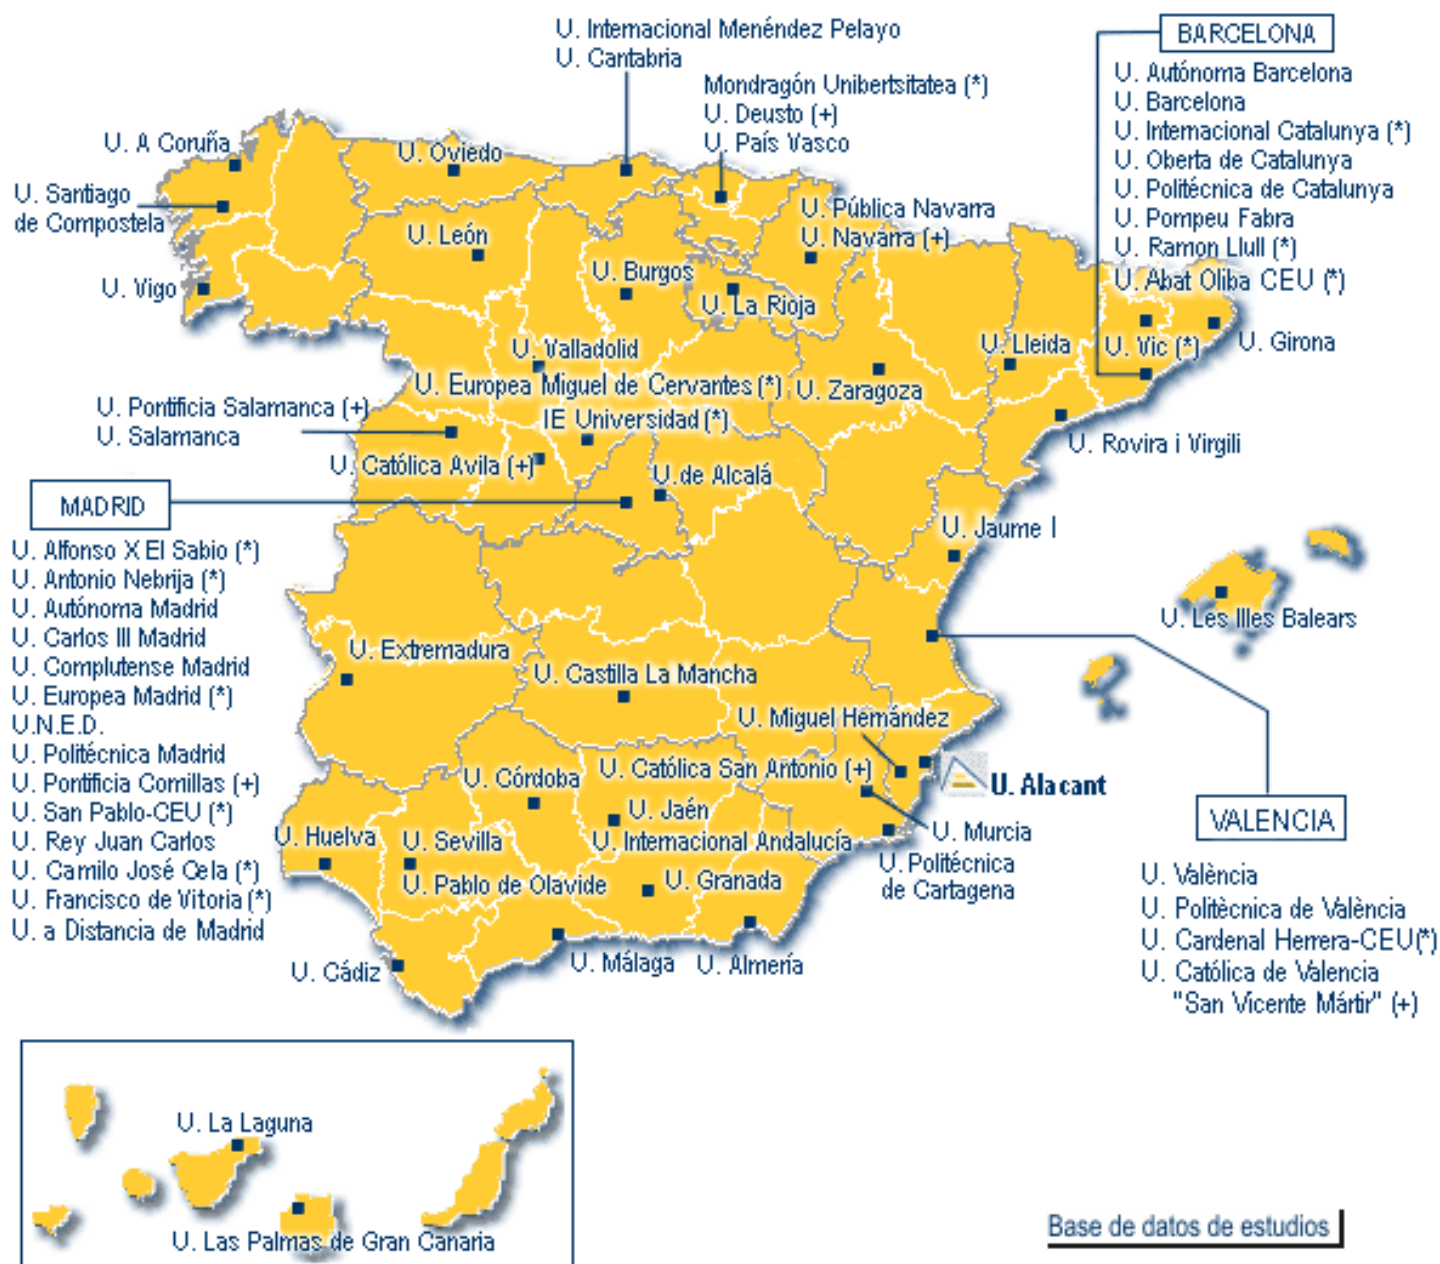 U. Internacional Menéndez Pelayo
U. Cantabria
BARCELONA
U. Autónoma Barcelona
U. Barcelona
U. Internacional Catalunya (*)
U. Oberta de Catalunya
U. Politécnica de Catalunya
U. Pompeu Fabra
U. Ramon Llull (*)
U. Abat Oliba CEU (*)
Mondragón Unibertsitatea (*)
U. Deusto (+)
U. País Vasco
U. A Coruña
U. Oviedo
U. Santiago
de Compostela
U. Pública Navarra
U. Navarra (+)
U. León
U. Burgos
U. Vigo
U. La Rioja
U. Valladolid
U. Lleida
U. Vic (*)
U. Girona
U. Europea Miguel de Cervantes (*)
U. Zaragoza
U. Pontificia Salamanca (+)
U. Salamanca
IE Universidad (*)
U. Rovira i Virgili
U. Católica Avila (+)
U.de Alcalá
MADRID
U. Alfonso X El Sabio (*)
U. Antonio Nebrija (*)
U. Autónoma Madrid
U. Carlos III Madrid
U. Complutense Madrid
U. Europea Madrid (*)
U.N.E.D.
U. Politécnica Madrid
U. Pontificia Comillas (+)
U. San Pablo-CEU (*)
U. Rey Juan Carlos
U. Camilo José Cela (*)
U. Francisco de Vitoria (*)
U. a Distancia de Madrid
U. Jaume I
U. Les Illes Balears
U. Extremadura
U. Castilla La Mancha
U. Miguel Hernández
U. Católica San Antonio (+)
U. Alacant
U. Córdoba
U. Jaén
U. Huelva
U. Sevilla
U. Internacional Andalucía
U. Murcia
U. Politécnica
de Cartagena
U. Pablo de Olavide
U. Granada
U. Cádiz
U. Málaga
U. Almería
VALENCIA
U. València
U. Politècnica de València
U. Cardenal Herrera-CEU(*)
U. Católica de Valencia
"San Vicente Mártir" (+)
U. La Laguna
U. Las Palmas de Gran Canaria
Base de datos de estudios